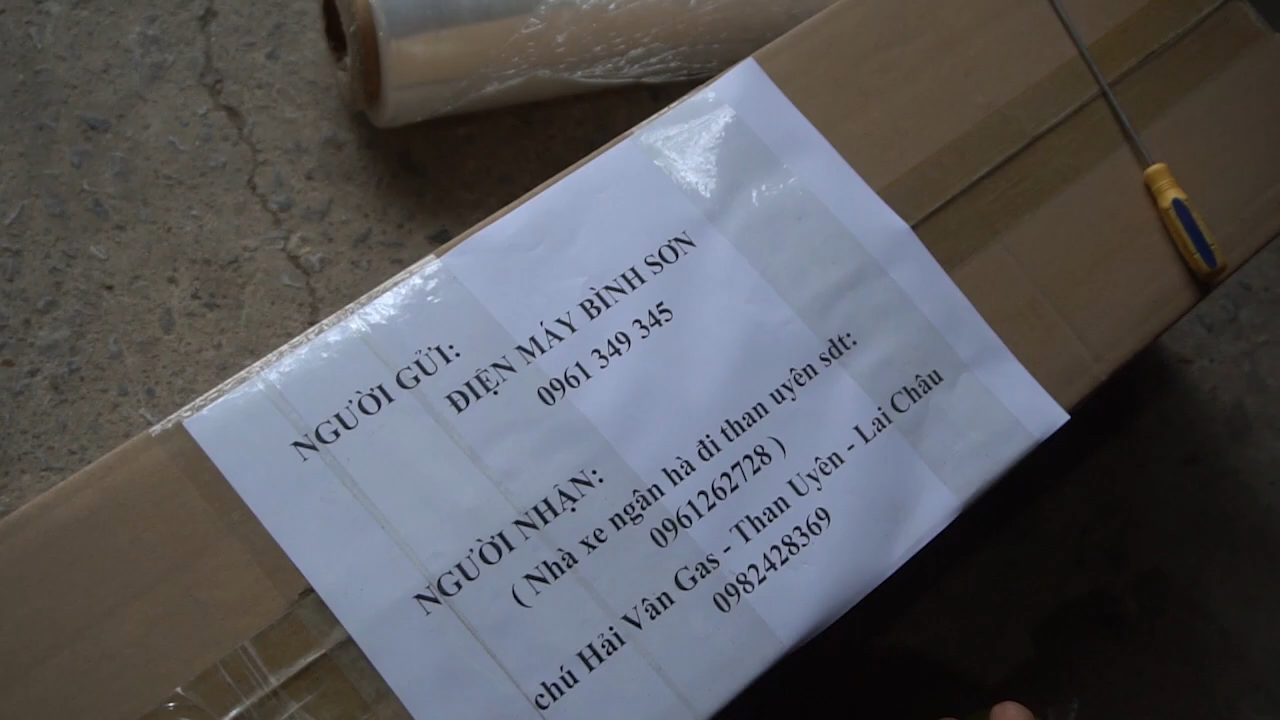 NGƯỜI GỬI:
ĐIỆN MÁY BÌNH SƠN
0961 349 345
NGƯỜI NHẬN:
( Nhà xe ngân hà đi than uyên sdt:
0961262728 )
chú Hải Vân Gas - Than Uyên - Lai Châu
0982428369